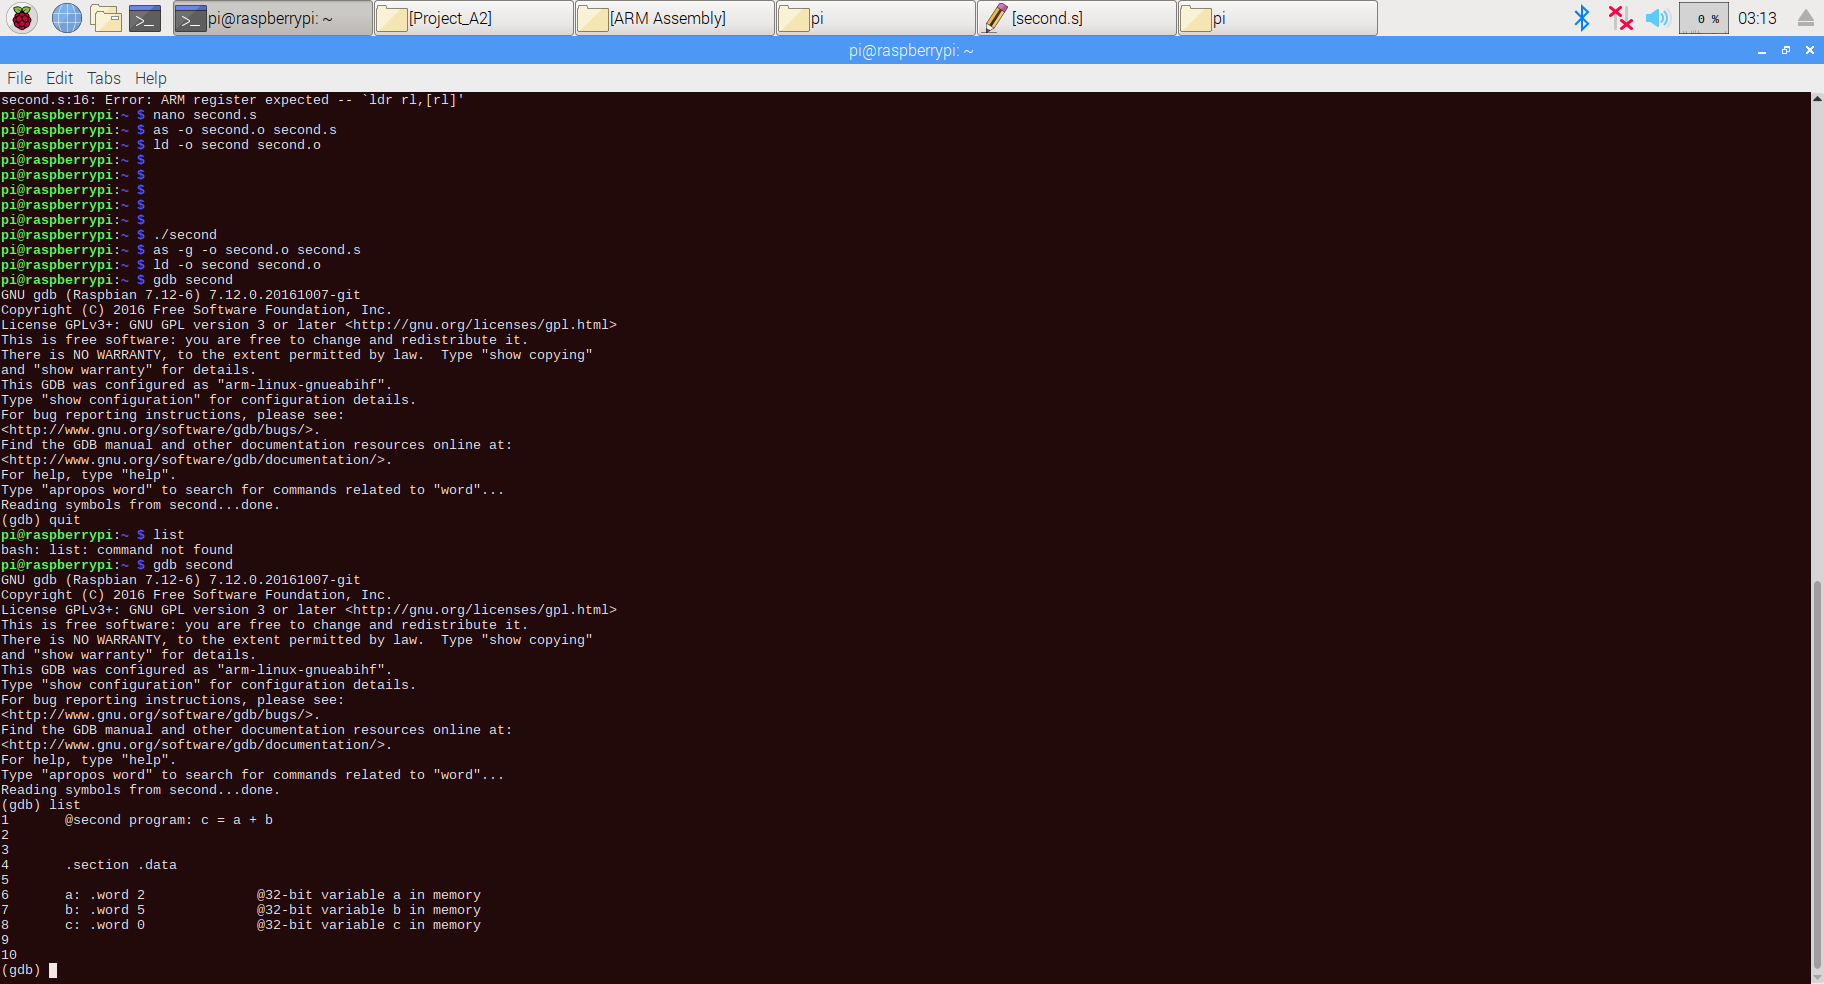 pi@raspberrypi: ~
[Project_A2]
[ARM Assembly]
pi
[second.s]
pi
0 %
03:13
pi@raspberrypi: ~
File Edit Tabs Help
second.s:16: Error: ARM register expected -- `ldr rl,[rl]'
pi@raspberrypi:~ $ nano second.s
pi@raspberrypi:~ $ as -o second.o second.s
pi@raspberrypi:~ $ ld -o second second.o
pi@raspberrypi:~ $
pi@raspberrypi:~ $
pi@raspberrypi:~ $
pi@raspberrypi:~ $
pi@raspberrypi:~ $
pi@raspberrypi:~ $ ./second
pi@raspberrypi:~ $ as -g -o second.o second.s
pi@raspberrypi:~ $ ld -o second second.o
pi@raspberrypi:~ $ gdb second
GNU gdb (Raspbian 7.12-6) 7.12.0.20161007-git
Copyright (C) 2016 Free Software Foundation, Inc.
License GPLv3+: GNU GPL version 3 or later <http://gnu.org/licenses/gpl.html>
This is free software: you are free to change and redistribute it.
There is NO WARRANTY, to the extent permitted by law.  Type "show copying"
and "show warranty" for details.
This GDB was configured as "arm-linux-gnueabihf".
Type "show configuration" for configuration details.
For bug reporting instructions, please see:
<http://www.gnu.org/software/gdb/bugs/>.
Find the GDB manual and other documentation resources online at:
<http://www.gnu.org/software/gdb/documentation/>.
For help, type "help".
Type "apropos word" to search for commands related to "word"...
Reading symbols from second...done.
(gdb) quit
pi@raspberrypi:~ $ list
bash: list: command not found
pi@raspberrypi:~ $ gdb second
GNU gdb (Raspbian 7.12-6) 7.12.0.20161007-git
Copyright (C) 2016 Free Software Foundation, Inc.
License GPLv3+: GNU GPL version 3 or later <http://gnu.org/licenses/gpl.html>
This is free software: you are free to change and redistribute it.
There is NO WARRANTY, to the extent permitted by law.  Type "show copying"
and "show warranty" for details.
This GDB was configured as "arm-linux-gnueabihf".
Type "show configuration" for configuration details.
For bug reporting instructions, please see:
<http://www.gnu.org/software/gdb/bugs/>.
Find the GDB manual and other documentation resources online at:
<http://www.gnu.org/software/gdb/documentation/>.
For help, type "help".
Type "apropos word" to search for commands related to "word"...
Reading symbols from second...done.
(gdb) list
1       @second program: c = a + b
2
3
4       .section .data
5
6       a: .word 2              @32-bit variable a in memory
7       b: .word 5              @32-bit variable b in memory
8       c: .word 0              @32-bit variable c in memory
9
10
(gdb)